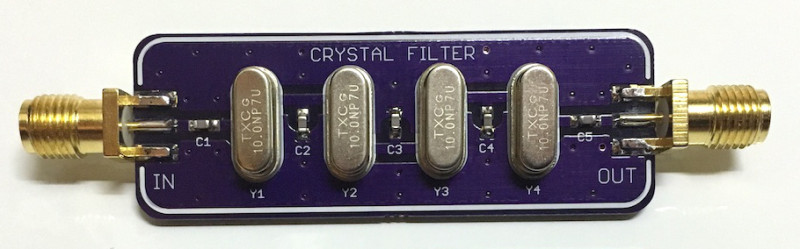 CRYSTAL FILTER
IN
C1
TXC G
10.0NP7U
Y1
C2
TXC G
10.0NP7U
Y2
C3
TXC G
10.0NP7U
Y3
C4
TXC G
10.0NP7U
Y4
C5
OUT